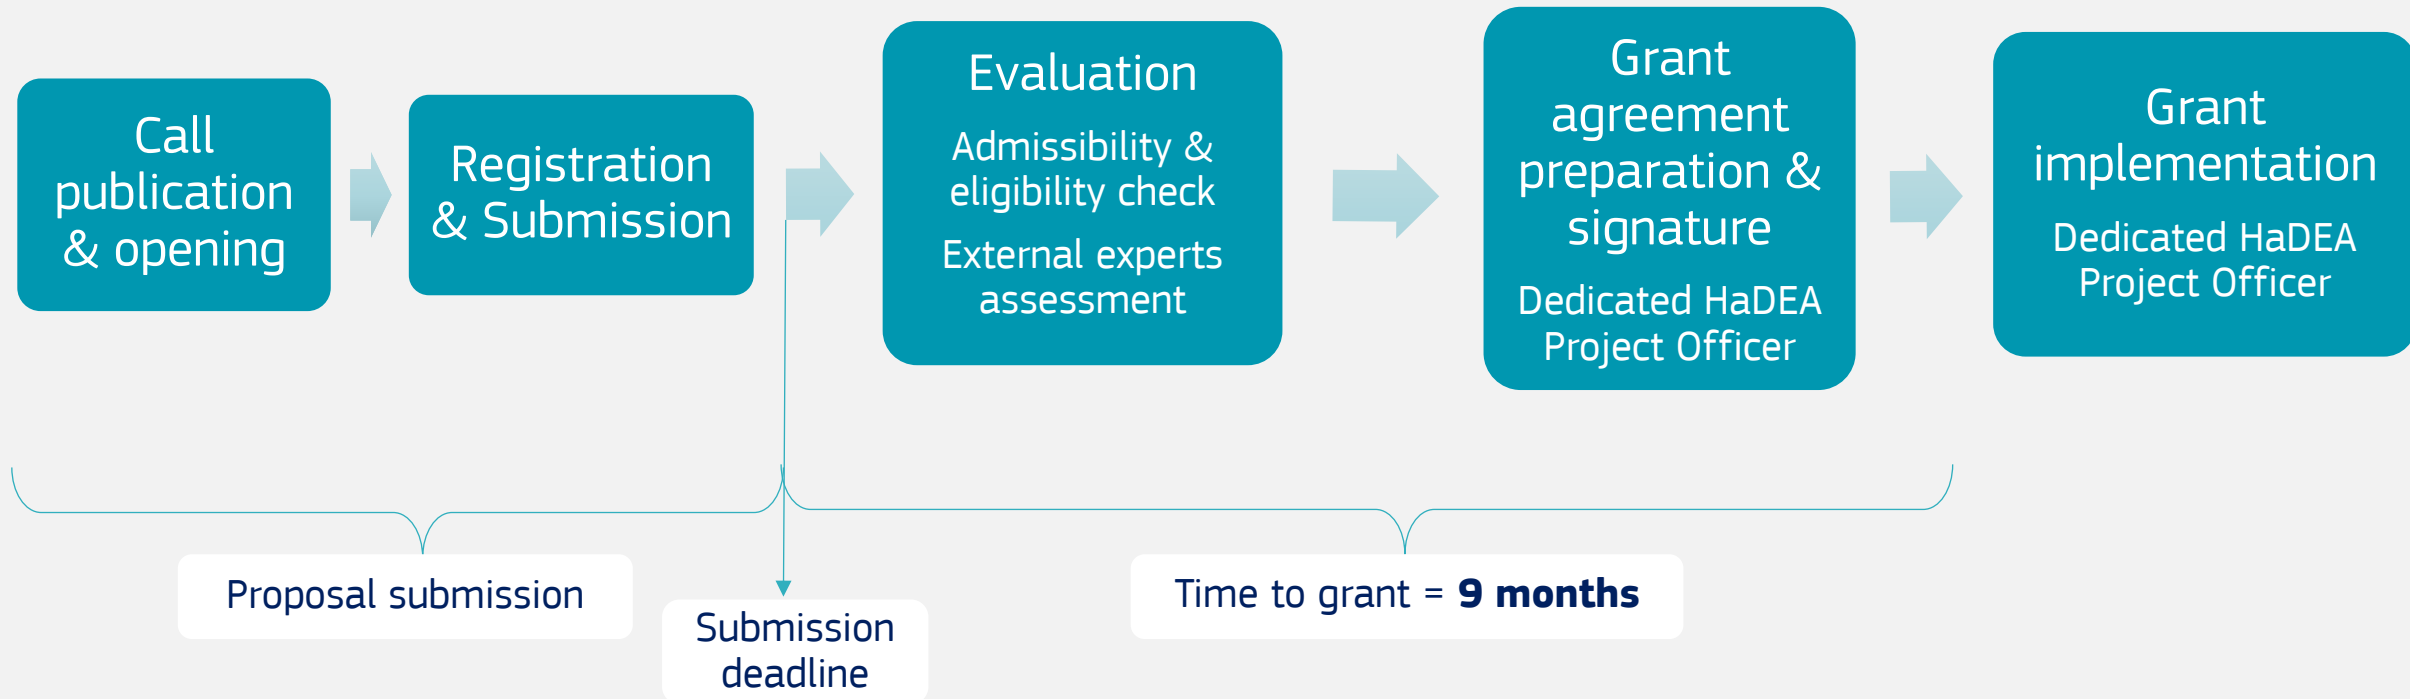 Call
publication
& opening
Registration
& Submission
Evaluation
Admissibility &
eligibility check
External experts
assessment
Grant
agreement
preparation &
signature
Dedicated HaDEA
Project Officer
Grant
implementation
Dedicated HaDEA
Project Officer
Proposal submission
Submission
deadline
Time to grant = 9 months